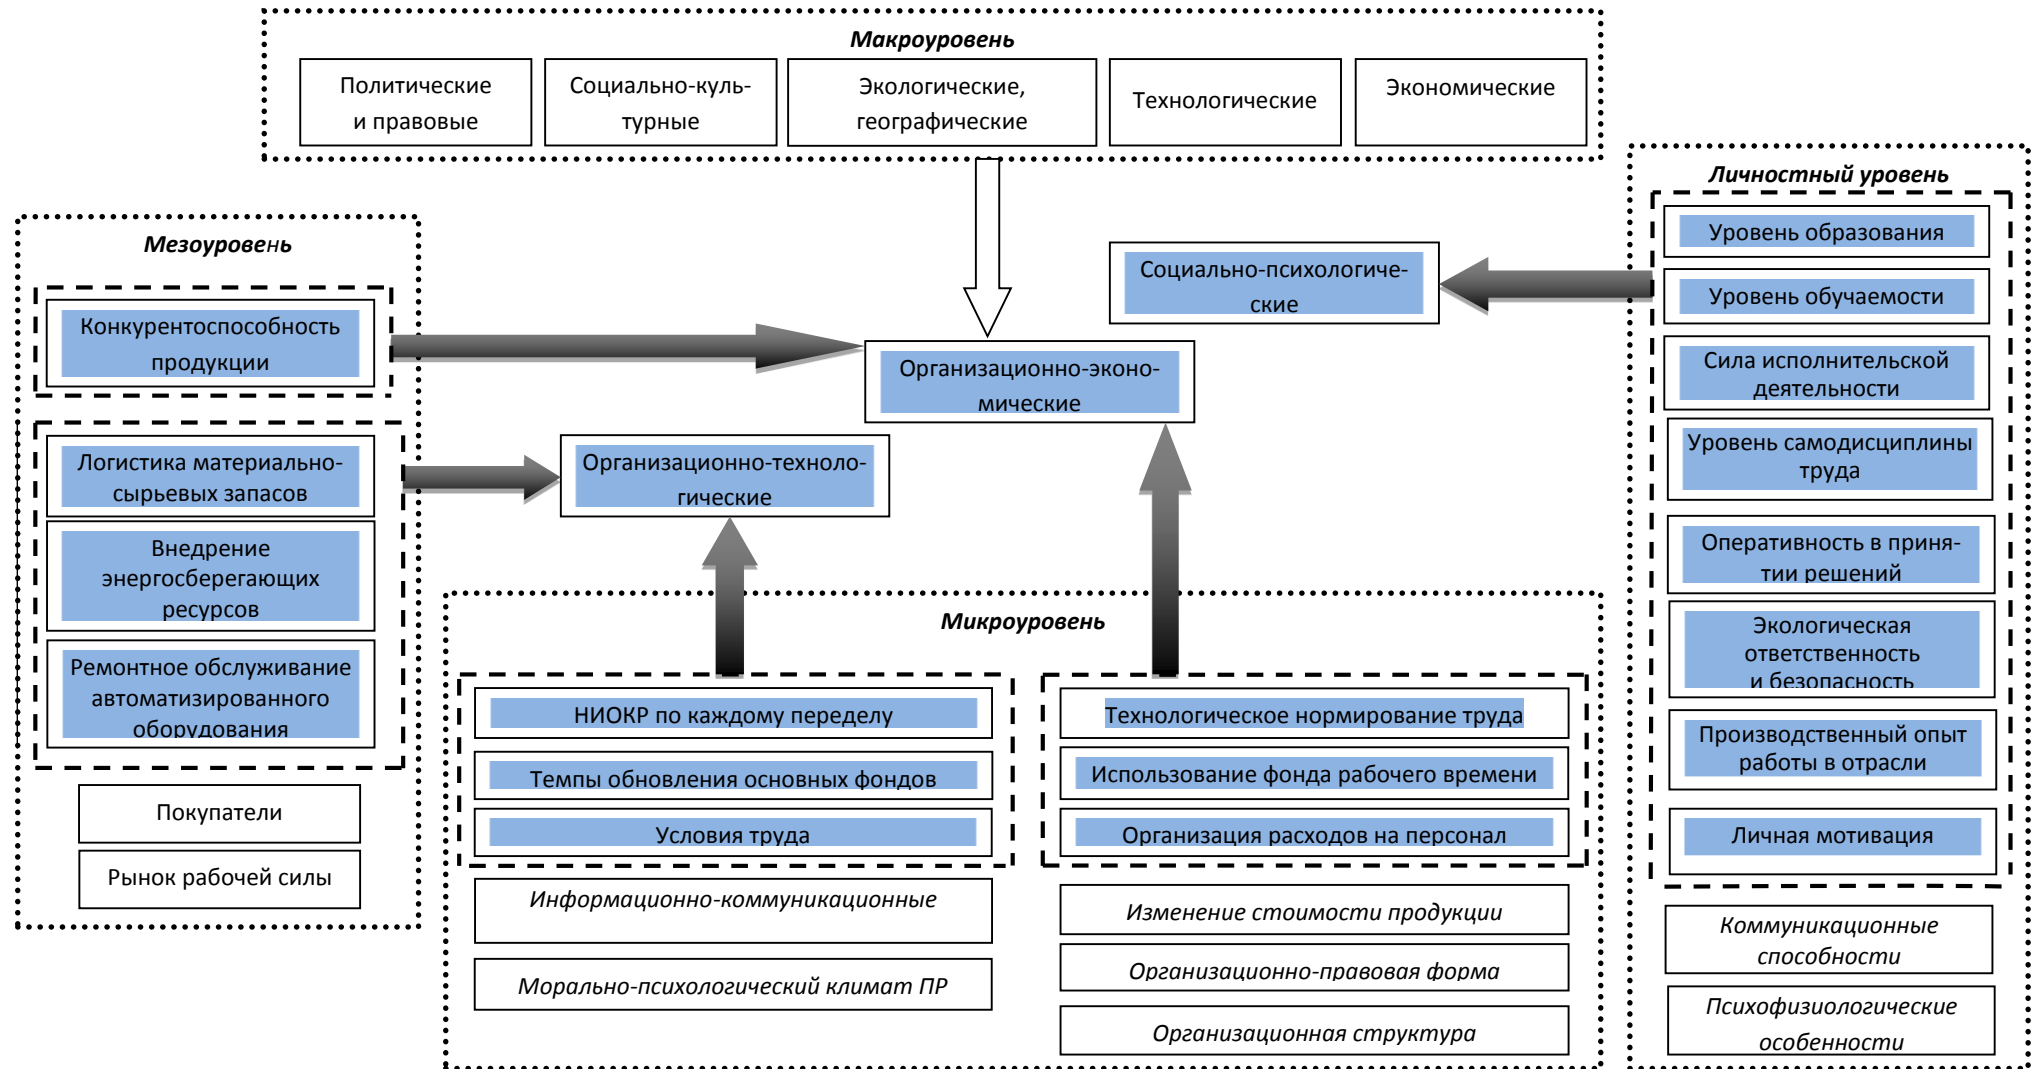 Макроуровень
Политические
и правовые
Социально-куль-
турные
Экологические,
географические
Технологические
Экономические
Мезоуровень
Конкурентоспособность
продукции
Логистика материально-
сырьевых запасов
Внедрение
энергосберегающих
ресурсов
Ремонтное обслуживание
автоматизированного
оборудования
Покупатели
Рынок рабочей силы
Социально-психологиче-
ские
Организационно-эконо-
мические
Организационно-техноло-
гические
Микроуровень
НИОКР по каждому переделу
Темпы обновления основных фондов
Условия труда
Информационно-коммуникационные
Морально-психологический климат ПР
Технологическое нормирование труда
Использование фонда рабочего времени
Организация расходов на персонал
Изменение стоимости продукции
Организационно-правовая форма
Организационная структура
Личностный уровень
Уровень образования
Уровень обучаемости
Сила исполнительской
деятельности
Уровень самодисциплины
труда
Оперативность в приня-
тии решений
Экологическая
ответственность
и безопасность
Производственный опыт
работы в отрасли
Личная мотивация
Коммуникационные
способности
Психофизиологические
особенности